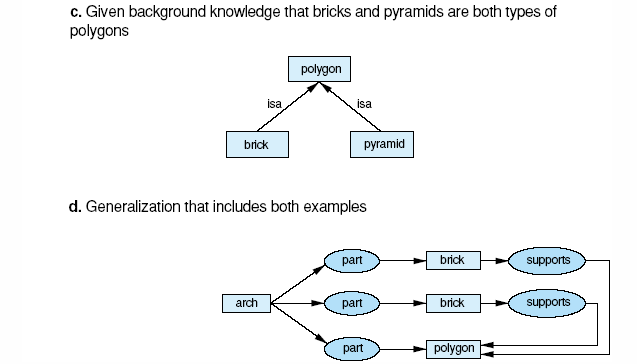 c. Given background knowledge that bricks and pyramids are both types of
polygons
polygon
isa isa
brick pyramid
d. Generalization that includes both examples
part brick supports
arch part brick supports
part polygon